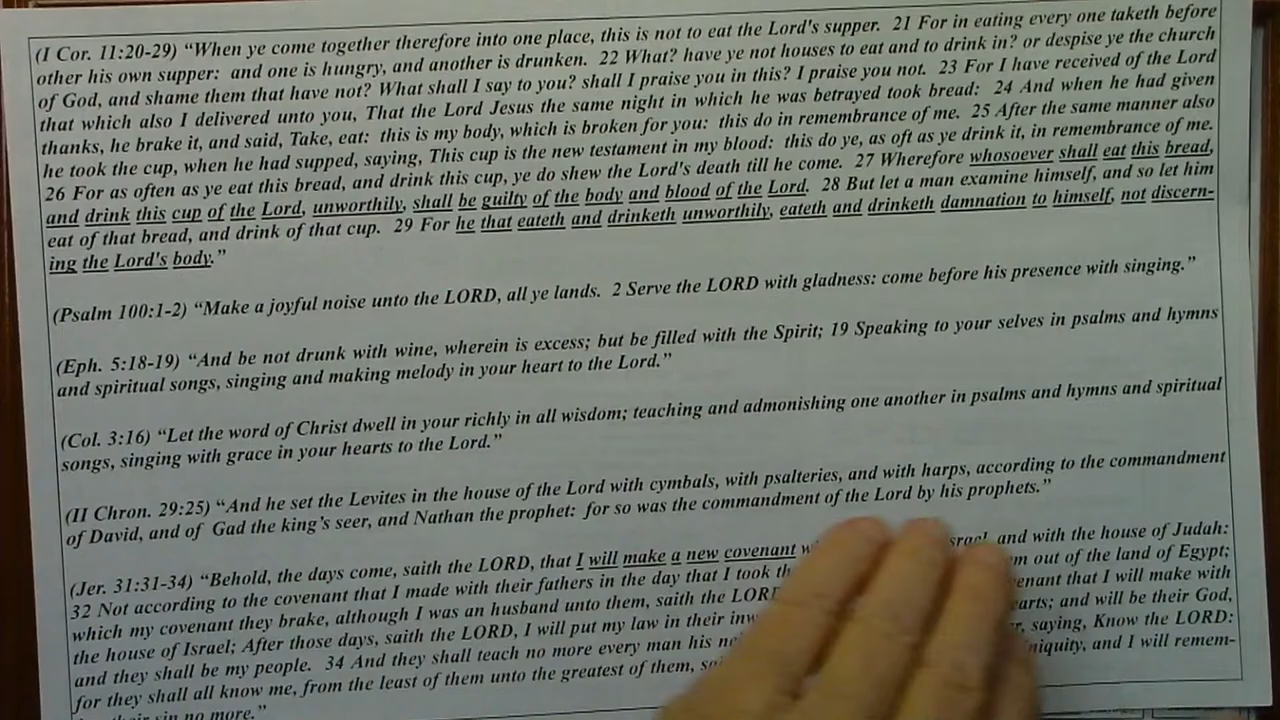 (I Cor. 11:20-29) “When ye come together therefore into one place, this is not to eat the Lord's supper. 21 For in eating every one taketh before
other his own supper: and one is hungry, and another is drunken. 22 What? have ye not houses to eat and to drink in? or despise ye the church
of God, and shame them that have not? What shall I say to you? shall I praise you in this? I praise you not. 23 For I have received of the Lord
that which also I delivered unto you, That the Lord Jesus the same night in which he was betrayed took bread: 24 And when he had given
thanks, he brake it, and said, Take, eat: this is my body, which is broken for you: this do in remembrance of me. 25 After the same manner also
he took the cup, when he had supped, saying, This cup is the new testament in my blood: this do ye, as oft as ye drink it, in remembrance of me.
26 For as often as ye eat this bread, and drink this cup, ye do shew the Lord's death till he come. 27 Wherefore whosoever shall eat this bread,
and drink this cup of the Lord, unworthily, shall be guilty of the body and blood of the Lord. 28 But let a man examine himself, and so let him
eat of that bread, and drink of that cup. 29 For he that eateth and drinketh unworthily, eateth and drinketh damnation to himself, not discern-
ing the Lord's body.”
(Psalm 100:1-2) “Make a joyful noise unto the LORD, all ye lands. 2 Serve the LORD with gladness: come before his presence with singing.”
(Eph. 5:18-19) “And be not drunk with wine, wherein is excess; but be filled with the Spirit; 19 Speaking to your selves in psalms and hymns
and spiritual songs, singing and making melody in your heart to the Lord.”
(Col. 3:16) “Let the word of Christ dwell in your richly in all wisdom; teaching and admonishing one another in psalms and hymns and spiritual
songs, singing with grace in your hearts to the Lord.”
(II Chron. 29:25) “And he set the Levites in the house of the Lord with cymbals, with psalteries, and with harps, according to the commandment
of David, and of Gad the king's seer, and Nathan the prophet: for so was the commandment of the Lord by his prophets.”
(Jer. 31:31-34) “Behold, the days come, saith the LORD, that I will make a new covenant and with the house of Judah:
32 Not according to the covenant that I made with their fathers in the day that I took out of the land of Egypt;
which my covenant they brake, although I was an husband unto them, saith the LORD that I will make with
the house of Israel; After those days, saith the LORD, I will put my law in their and will be their God,
and they shall be my people. 34 And they shall teach no more every man his saying, Know the LORD:
for they shall all know me, from the least of them unto the greatest of them, and I will remem-
sin no more.”